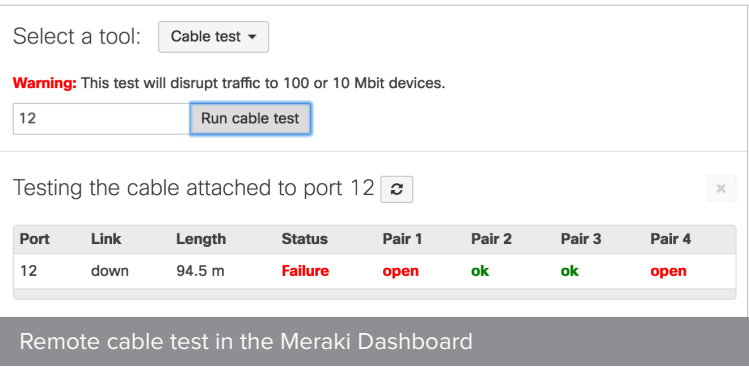 Select a tool: Cable test
Warning: This test will disrupt traffic to 100 or 10 Mbit devices.
12 Run cable test
Testing the cable attached to port 12
Port Link Length Status Pair 1 Pair 2 Pair 3 Pair 4
12 down 94.5 m Failure open ok ok open
Remote cable test in the Meraki Dashboard